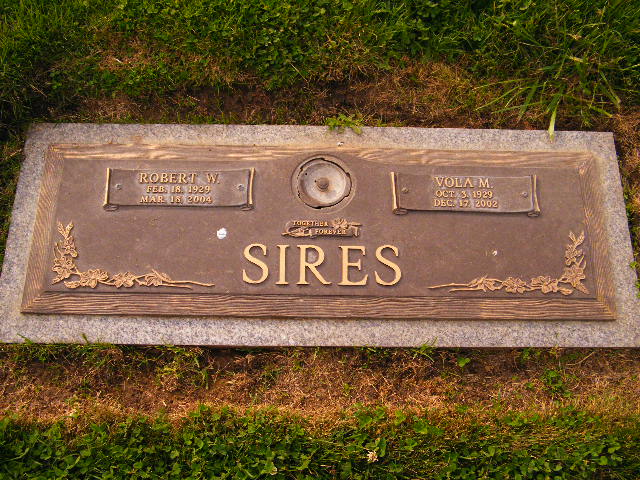 ROBERT W.
FEB. 18, 1929
MAR. 18 2004
VOLA M.
OCT. 3, 1929
DEC. 17, 2002
TOGETHER
FOREVER
SIRES